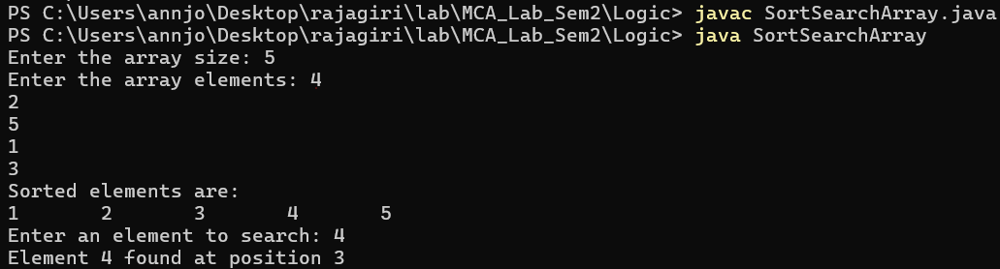 PS C:\Users\annjo\Desktop\rajagiri\lab\MCA_Lab_Sem2\Logic> javac SortSearchArray.java
PS C:\Users\annjo\Desktop\rajagiri\lab\MCA_Lab_Sem2\Logic> java SortSearchArray
Enter the array size: 5
Enter the array elements: 4
2
5
1
3
Sorted elements are:
1       2       3       4       5
Enter an element to search: 4
Element 4 found at position 3